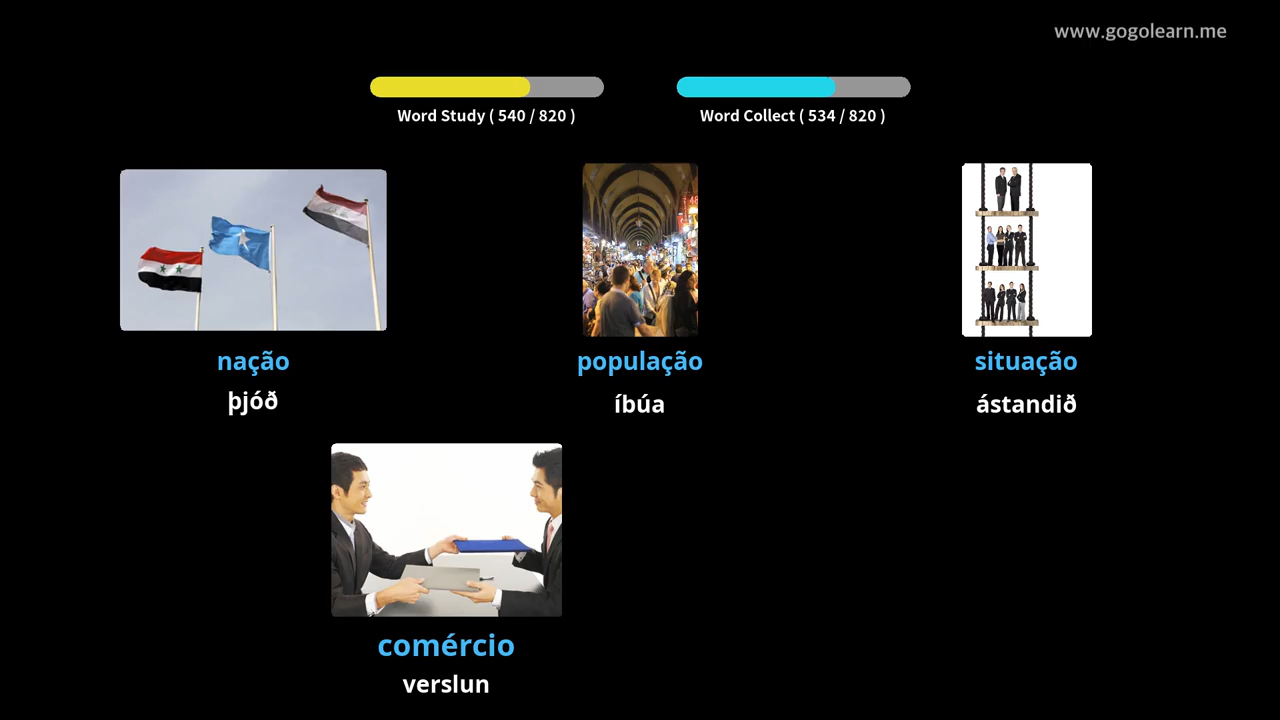 www.gogolearn.me
Word Study ( 540 / 820 )
Word Collect ( 534 / 820 )
nação
þjóð
população
íbúa
situação
ástandið
comércio
verslun